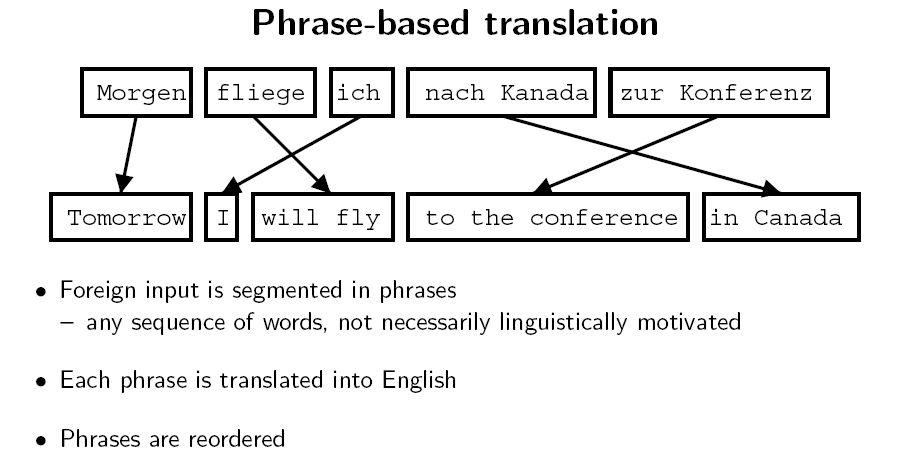 Phrase-based translation
Morgen fliege ich nach Kanada zur Konferenz
Tomorrow I will fly to the conference in Canada
• Foreign input is segmented in phrases
– any sequence of words, not necessarily linguistically motivated
• Each phrase is translated into English
• Phrases are reordered